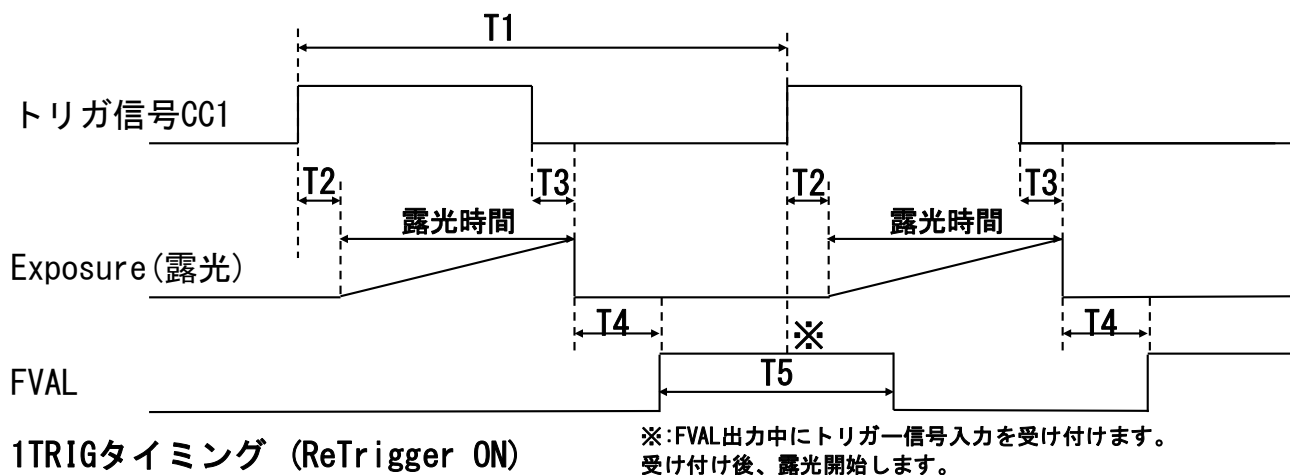 T1
トリガ信号CC1
T2 T3 T2 T3
露光時間 露光時間
Exposure(露光)
T4 ※ T4
FVAL T5
1TRIGタイミング (ReTrigger ON)
※:FVAL出力中にトリガー信号入力を受け付けます。
受け付け後、露光開始します。